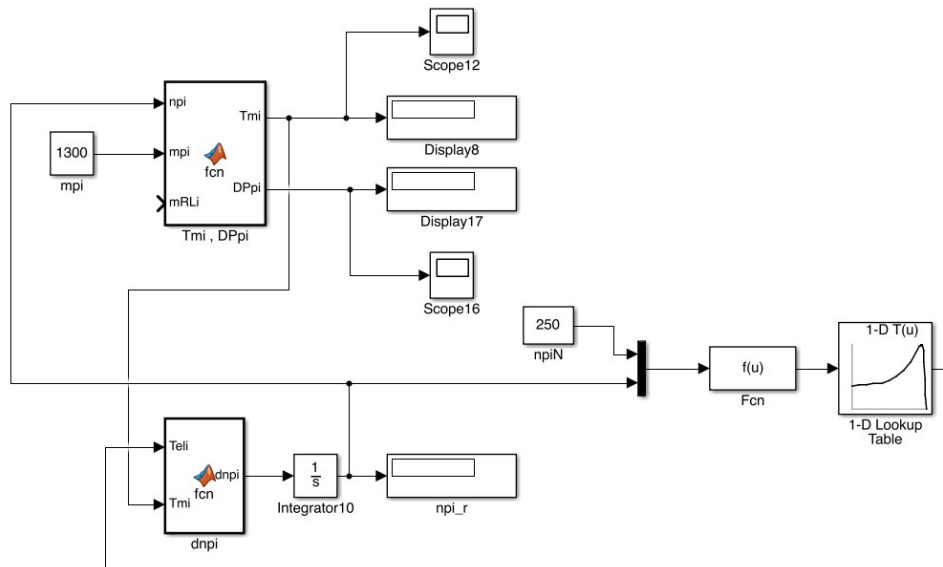 Scope12
npi
Tmi
Display8
1300
mpi
mpi
fcn
DPpi
Display17
mRLi
Tmi , DPpi
Scope16
250
npiN
f(u)
Fcn
1-D T(u)
1-D Lookup
Table
Teli
Tmi
fcn
dnpi
dnpi
1
s
Integrator10
npi_r